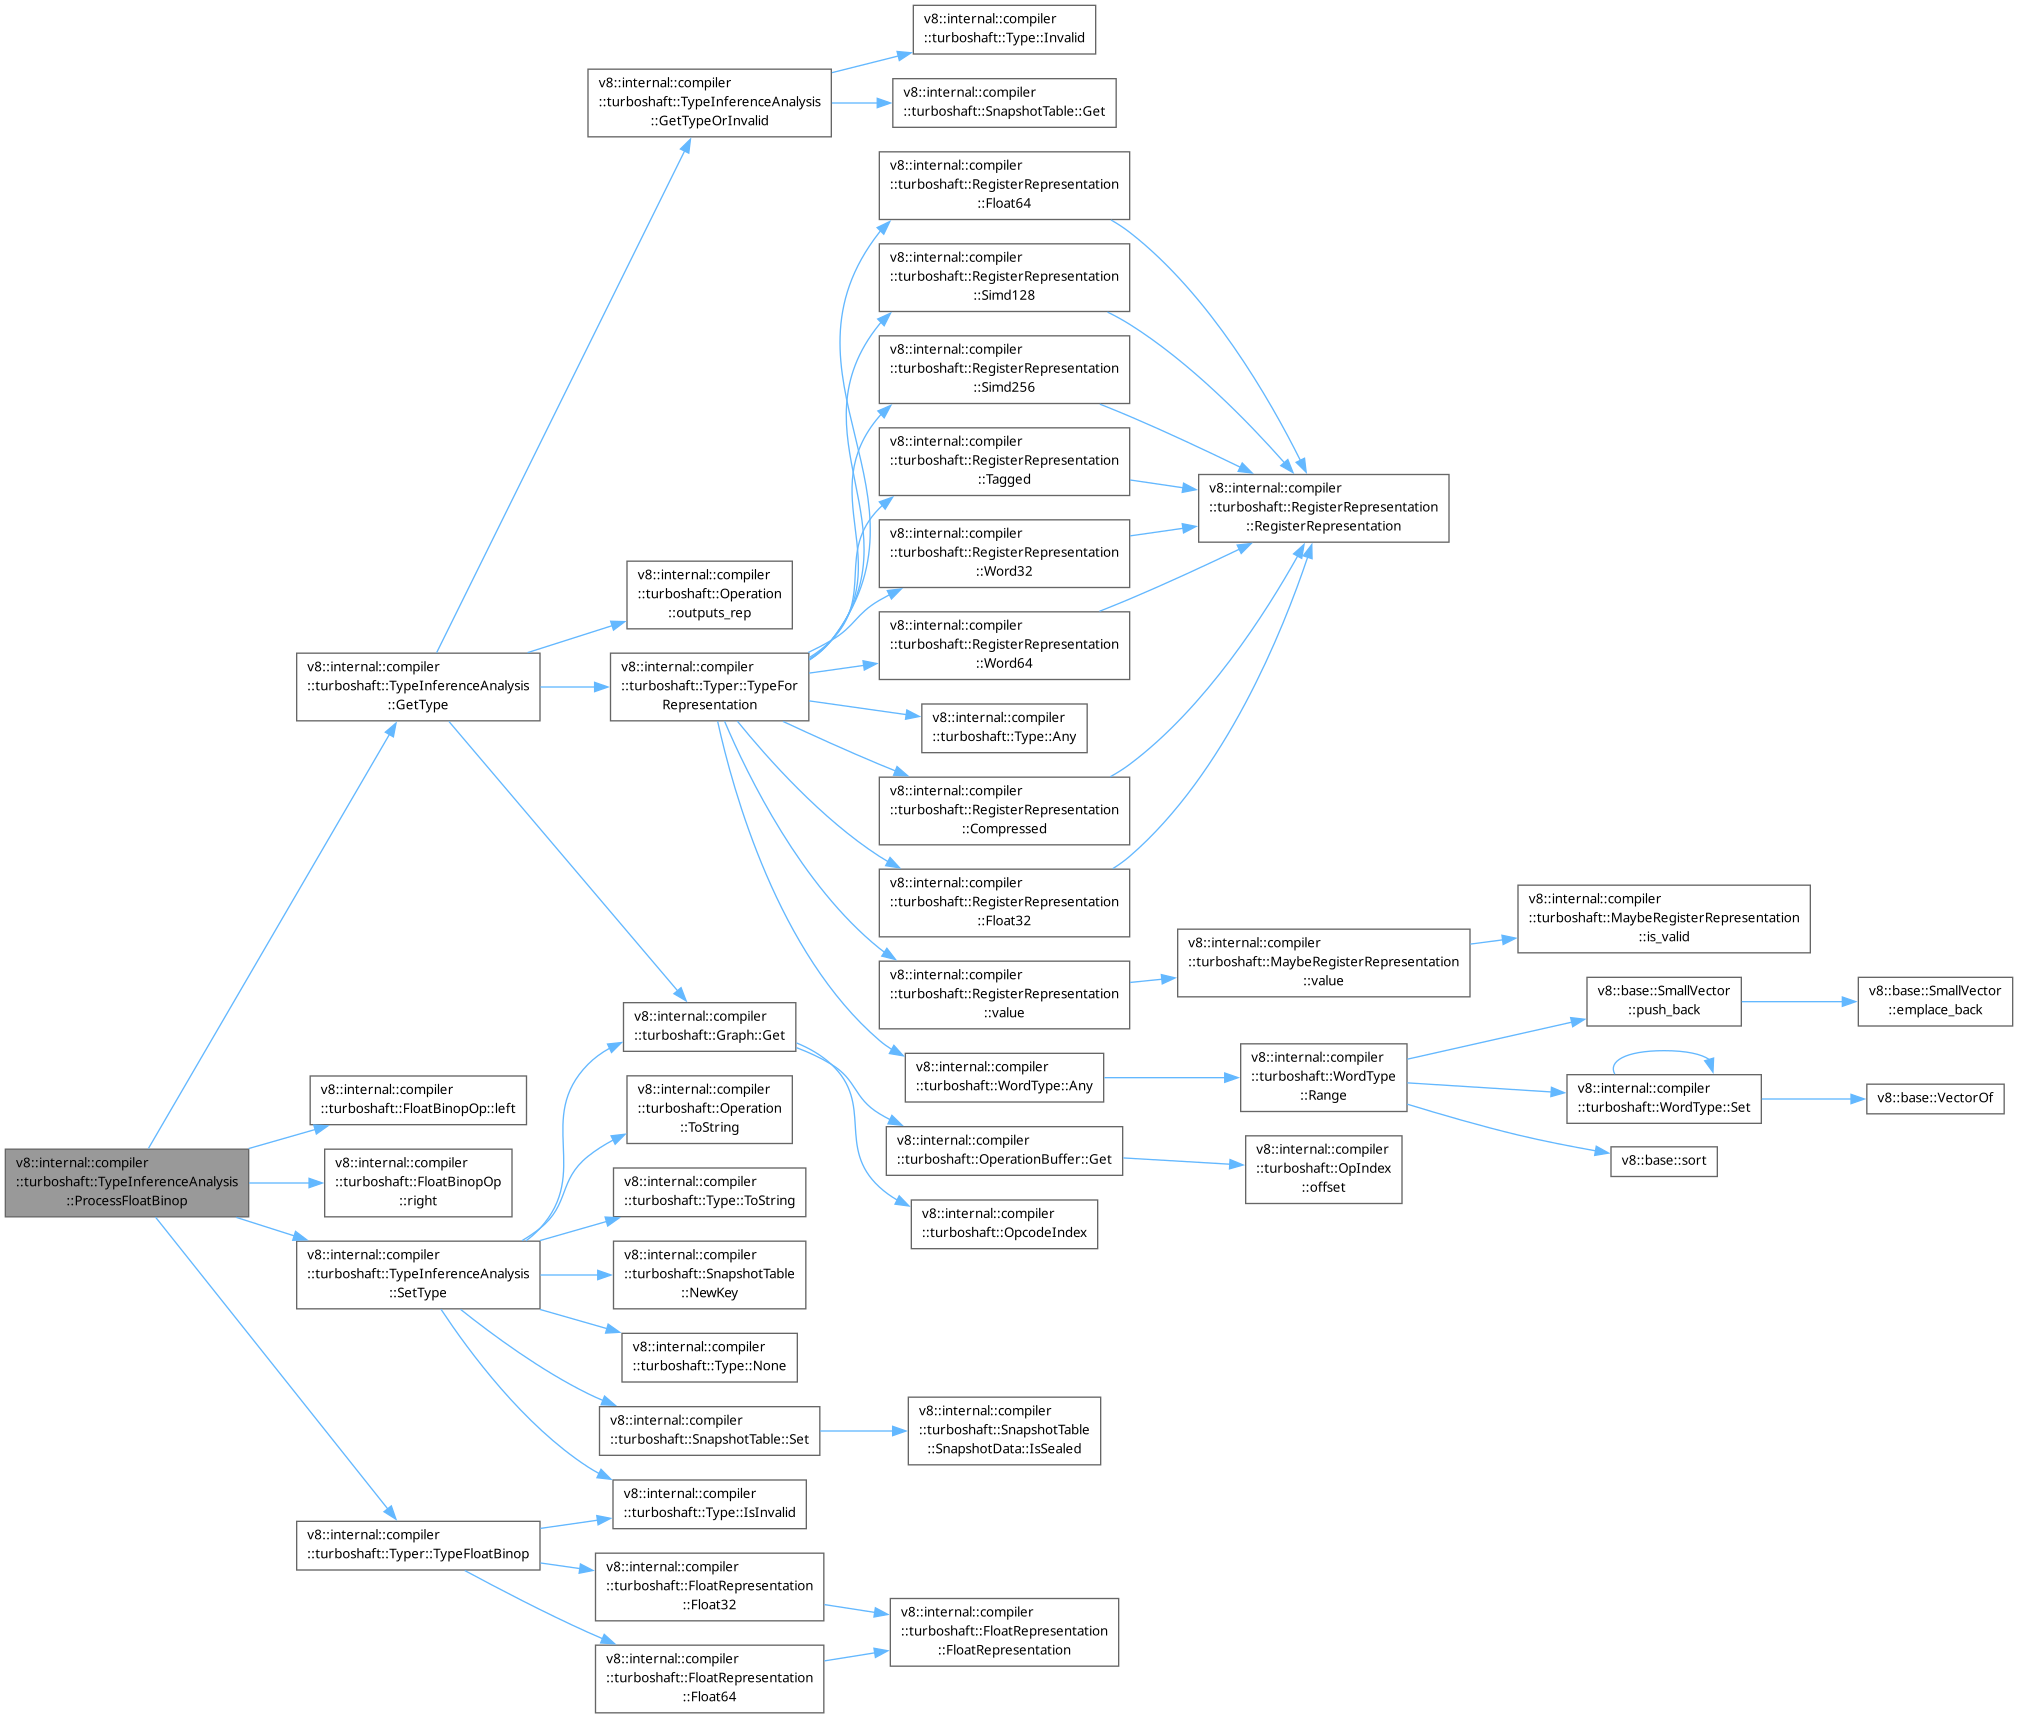 v8::internal::compiler
::turboshaft::TypeInferenceAnalysis
::ProcessFloatBinop
v8::internal::compiler
::turboshaft::TypeInferenceAnalysis
::GetType
v8::internal::compiler
::turboshaft::FloatBinopOp::left
v8::internal::compiler
::turboshaft::FloatBinopOp
::right
v8::internal::compiler
::turboshaft::TypeInferenceAnalysis
::SetType
v8::internal::compiler
::turboshaft::Typer::TypeFloatBinop
v8::internal::compiler
::turboshaft::TypeInferenceAnalysis
::GetTypeOrInvalid
v8::internal::compiler
::turboshaft::Operation
::outputs_rep
v8::internal::compiler
::turboshaft::Typer::TypeFor
Representation
v8::internal::compiler
::turboshaft::Graph::Get
v8::internal::compiler
::turboshaft::Operation
::ToString
v8::internal::compiler
::turboshaft::Type::ToString
v8::internal::compiler
::turboshaft::SnapshotTable
::NewKey
v8::internal::compiler
::turboshaft::Type::None
v8::internal::compiler
::turboshaft::SnapshotTable::Set
v8::internal::compiler
::turboshaft::Type::IsInvalid
v8::internal::compiler
::turboshaft::FloatRepresentation
::Float32
v8::internal::compiler
::turboshaft::FloatRepresentation
::Float64
v8::internal::compiler
::turboshaft::Type::Invalid
v8::internal::compiler
::turboshaft::SnapshotTable::Get
v8::internal::compiler
::turboshaft::RegisterRepresentation
::Float64
v8::internal::compiler
::turboshaft::RegisterRepresentation
::Simd128
v8::internal::compiler
::turboshaft::RegisterRepresentation
::Simd256
v8::internal::compiler
::turboshaft::RegisterRepresentation
::Tagged
v8::internal::compiler
::turboshaft::RegisterRepresentation
::Word32
v8::internal::compiler
::turboshaft::RegisterRepresentation
::Word64
v8::internal::compiler
::turboshaft::Type::Any
v8::internal::compiler
::turboshaft::RegisterRepresentation
::Compressed
v8::internal::compiler
::turboshaft::RegisterRepresentation
::Float32
v8::internal::compiler
::turboshaft::RegisterRepresentation
::value
v8::internal::compiler
::turboshaft::WordType::Any
v8::internal::compiler
::turboshaft::OperationBuffer::Get
v8::internal::compiler
::turboshaft::OpcodeIndex
v8::internal::compiler
::turboshaft::SnapshotTable
::SnapshotData::IsSealed
v8::internal::compiler
::turboshaft::FloatRepresentation
::FloatRepresentation
v8::internal::compiler
::turboshaft::RegisterRepresentation
::RegisterRepresentation
v8::internal::compiler
::turboshaft::MaybeRegisterRepresentation
::value
v8::internal::compiler
::turboshaft::WordType
::Range
v8::internal::compiler
::turboshaft::OpIndex
::offset
v8::internal::compiler
::turboshaft::MaybeRegisterRepresentation
::is_valid
v8::base::SmallVector
::push_back
v8::internal::compiler
::turboshaft::WordType::Set
v8::base::sort
v8::base::SmallVector
::emplace_back
v8::base::VectorOf